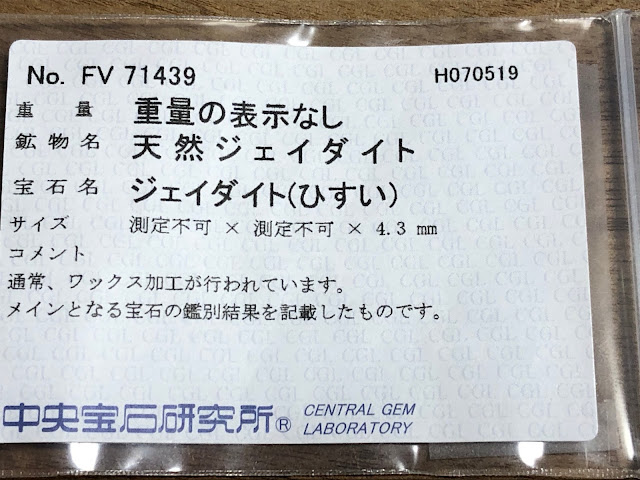 No. FV 71439 H070519
重量 重量の表示なし
鉱物名 天然ジェイダイト
宝石名 ジェイダイト(ひすい)
サイズ 測定不可 × 測定不可 × 4.3 mm
コメント
通常、ワックス加工が行われています。
メインとなる宝石の鑑別結果を記載したものです。
中央宝石研究所® CENTRAL GEM
LABORATORY